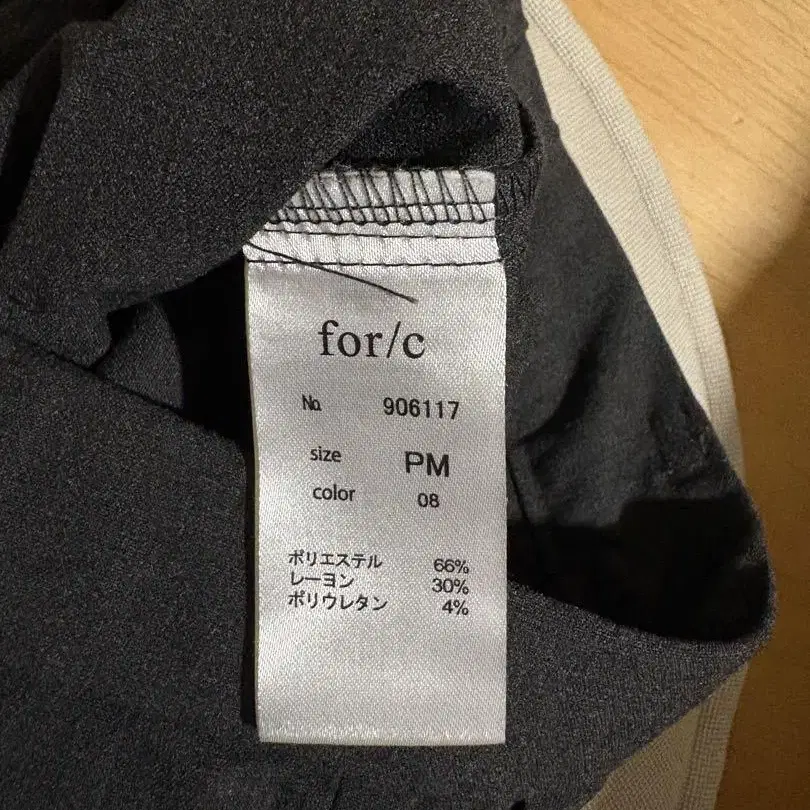 for/c
№ 906117
size PM
color 08
ポリエステル 66%
レーヨン 30%
ポリウレタン 4%